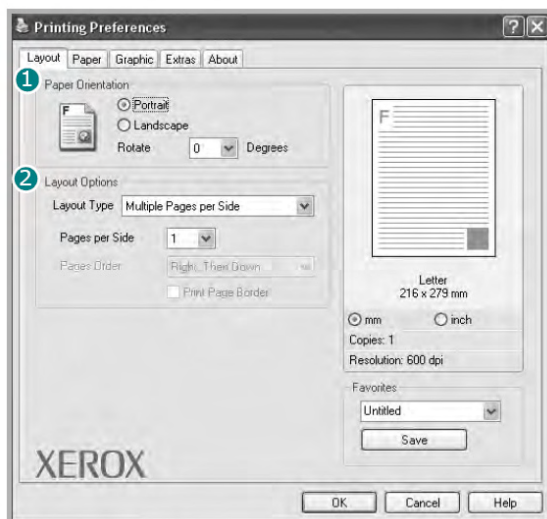 Printing Preferences
Layout Paper Graphic Extras About
1 Paper Orientation
F
Portrait
Landscape
Rotate 0 Degrees
2 Layout Options
Layout Type Multiple Pages per Side
Pages per Side 1
Pages Order Right, Then Down
Print Page Border
F
Letter
216 x 279 mm
mm inch
Copies: 1
Resolution: 600 dpi
Favorites
Untitled
Save
XEROX
OK Cancel Help